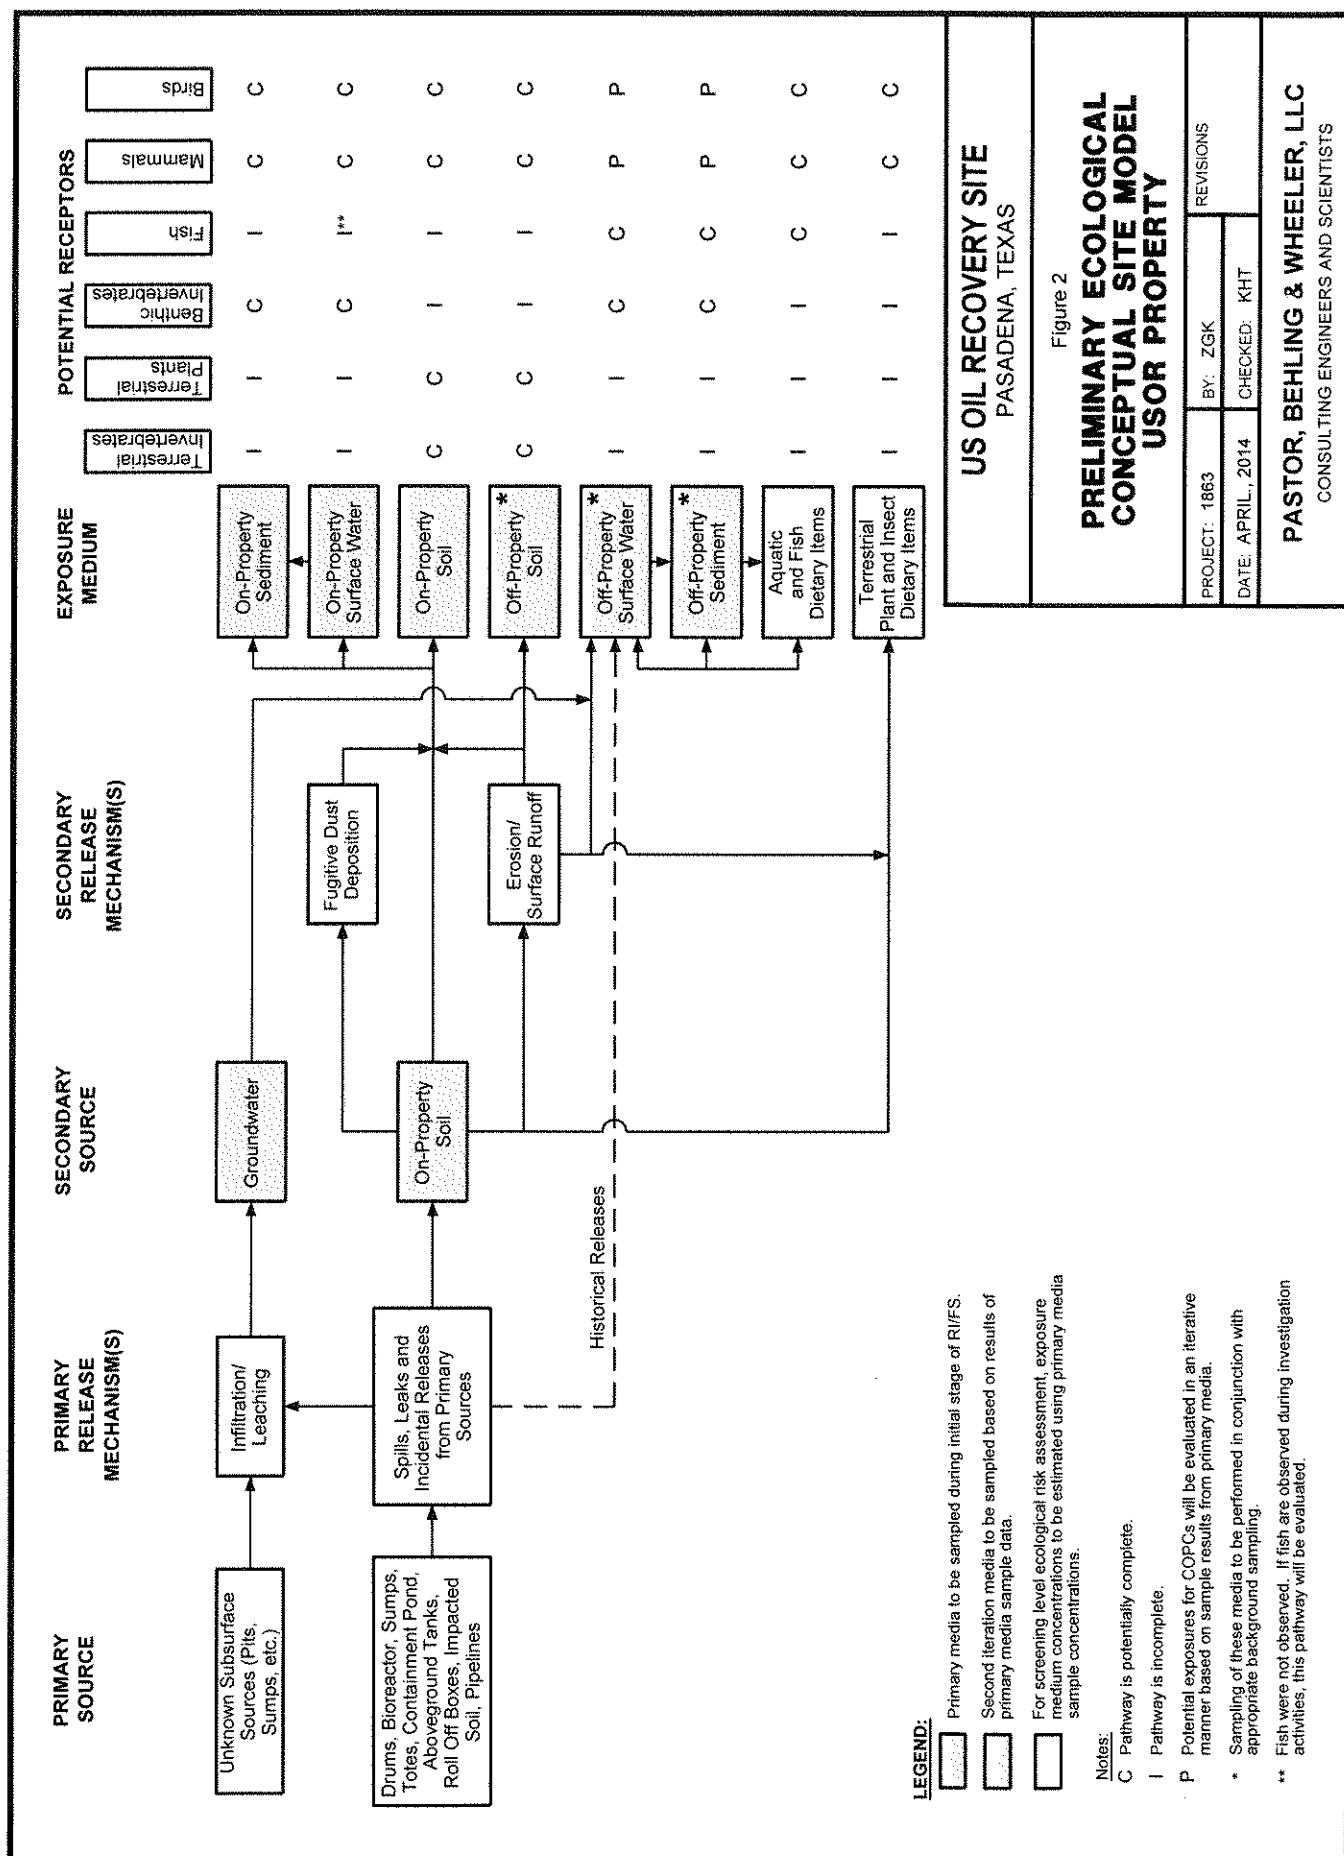 PRIMARY
SOURCE
PRIMARY
RELEASE
MECHANISM(S)
SECONDARY
SOURCE
SECONDARY
RELEASE
MECHANISM(S)
EXPOSURE
MEDIUM
POTENTIAL RECEPTORS
Terrestrial
Invertebrates
Terrestrial
Plants
Benthic
Invertebrates
Fish
Mammals
Birds
Unknown Subsurface
Sources (Pits,
Sumps, etc.)
Drums, Bioreactor, Sumps,
Totes, Containment Pond,
Aboveground Tanks,
Roll Off Boxes, Impacted
Soil, Pipelines
Infiltration/
Leaching
Spills, Leaks and
Incidental Releases
from Primary
Sources
Historical Releases
Groundwater
On-Property
Soil
Fugitive Dust
Deposition
Erosion/
Surface Runoff
On-Property
Sediment
I I C I C C
On-Property
Surface Water
I I C I** C C
On-Property
Soil
C C I I C C
Off-Property
Soil
*
C C I I C C
Off-Property
Surface Water
*
I I C C P P
Off-Property
Sediment
*
I I C C P P
Aquatic
and Fish
Dietary Items
I I I C C C
Terrestrial
Plant and Insect
Dietary Items
I I I I C C
LEGEND:
Primary media to be sampled during initial stage of RI/FS.
Second iteration media to be sampled based on results of
primary media sample data.
For screening level ecological risk assessment, exposure
medium concentrations to be estimated using primary media
sample concentrations.
Notes:
C Pathway is potentially complete.
I Pathway is incomplete.
P Potential exposures for COPCs will be evaluated in an iterative
manner based on sample results from primary media.
* Sampling of these media to be performed in conjunction with
appropriate background sampling.
** Fish were not observed. If fish are observed during investigation
activities, this pathway will be evaluated.
US OIL RECOVERY SITE
PASADENA, TEXAS
Figure 2
PRELIMINARY ECOLOGICAL
CONCEPTUAL SITE MODEL
USOR PROPERTY
PROJECT: 1863
BY: ZGK
REVISIONS
DATE: APRIL, 2014
CHECKED: KHT
PASTOR, BEHLING & WHEELER, LLC
CONSULTING ENGINEERS AND SCIENTISTS